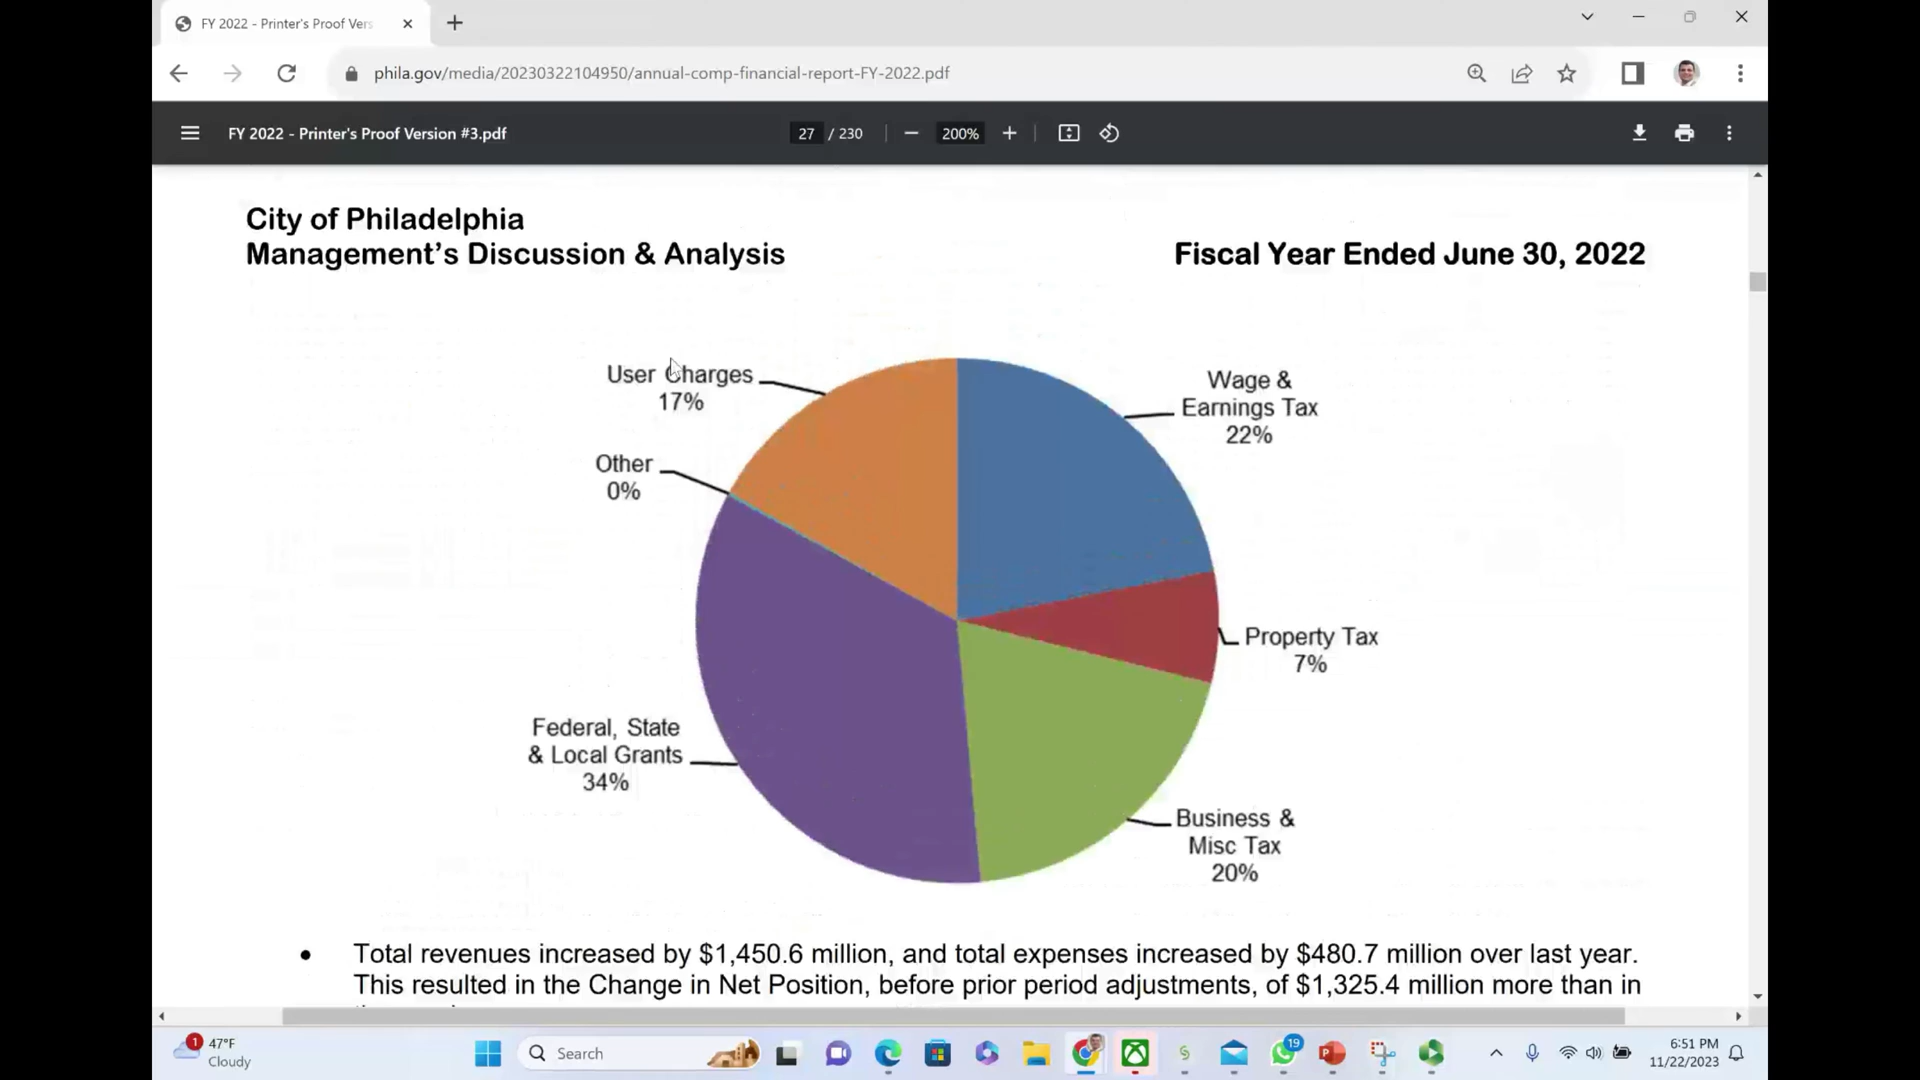 FY 2022 - Printer's Proof Vers
phila.gov/media/20230322104950/annual-comp-financial-report-FY-2022.pdf
FY 2022 - Printer's Proof Version #3.pdf
27 / 230
200%
City of Philadelphia
Management's Discussion & Analysis
Fiscal Year Ended June 30, 2022
User Charges
17%
Wage &
Earnings Tax
22%
Other
0%
Property Tax
7%
Federal, State
& Local Grants
34%
Business &
Misc Tax
20%
• Total revenues increased by $1,450.6 million, and total expenses increased by $480.7 million over last year.
This resulted in the Change in Net Position, before prior period adjustments, of $1,325.4 million more than in
1
47°F
Cloudy
Search
19
6:51 PM
11/22/2023